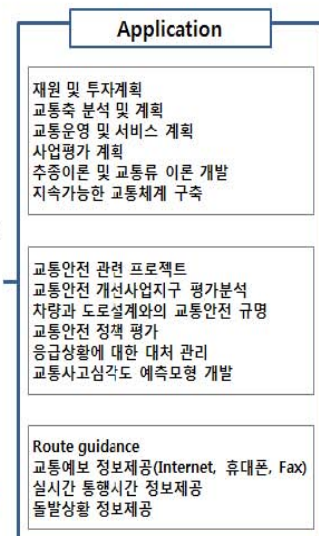 Application
재원 및 투자계획
교통축 분석 및 계획
교통운영 및 서비스 계획
사업평가 계획
추종이론 및 교통류 이론 개발
지속가능한 교통체계 구축
교통안전 관련 프로젝트
교통안전 개선사업지구 평가분석
차량과 도로설계와의 교통안전 규명
교통안전 정책 평가
응급상황에 대한 대처 관리
교통사고심각도 예측모형 개발
Route guidance
교통예보 정보제공(Internet, 휴대폰, Fax)
실시간 통행시간 정보제공
돌발상황 정보제공